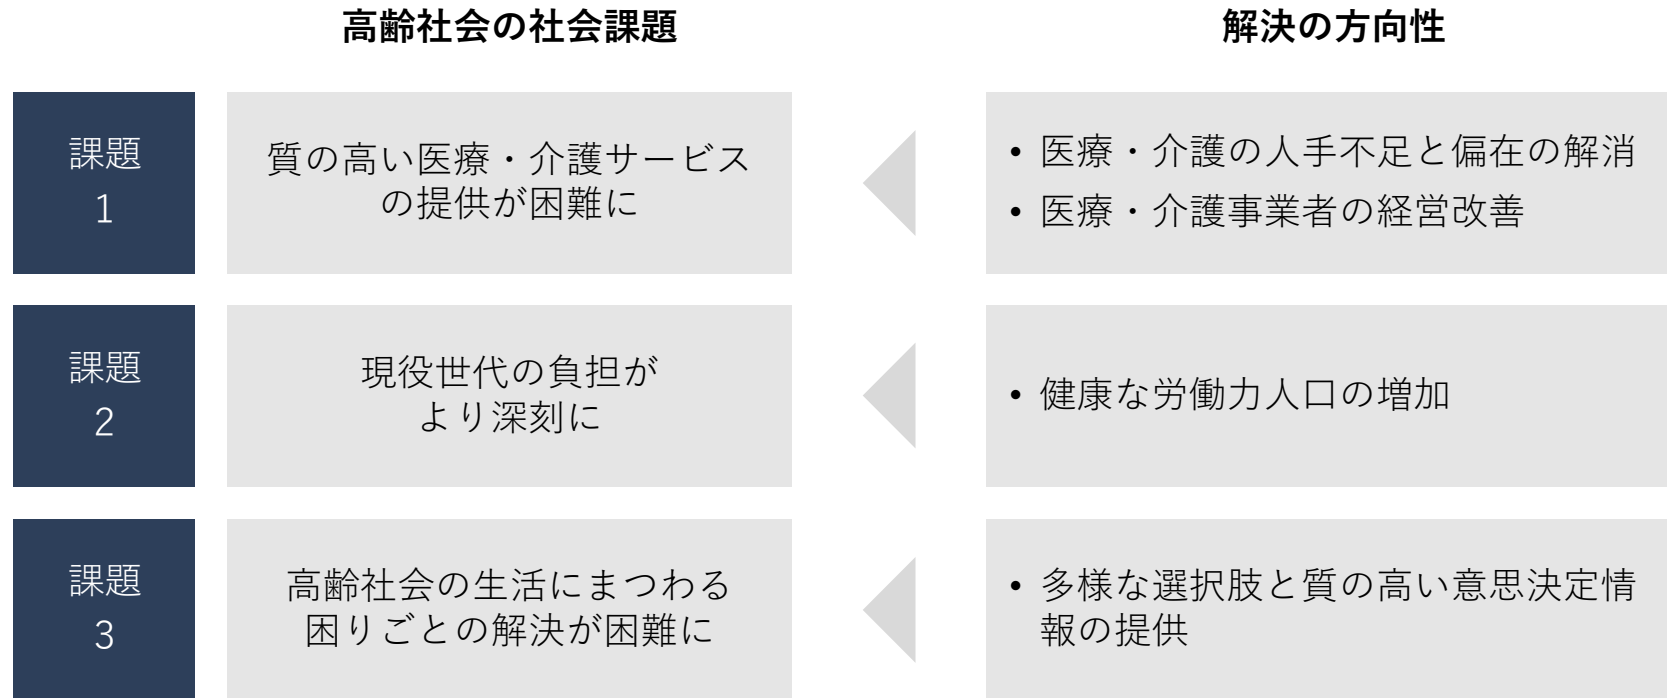 高齢社会の社会課題
解決の方向性
課題
1
質の高い医療・介護サービス
の提供が困難に
• 医療・介護の人手不足と偏在の解消
• 医療・介護事業者の経営改善
課題
2
現役世代の負担が
より深刻に
• 健康な労働力人口の増加
課題
3
高齢社会の生活にまつわる
困りごとの解決が困難に
• 多様な選択肢と質の高い意思決定情
報の提供